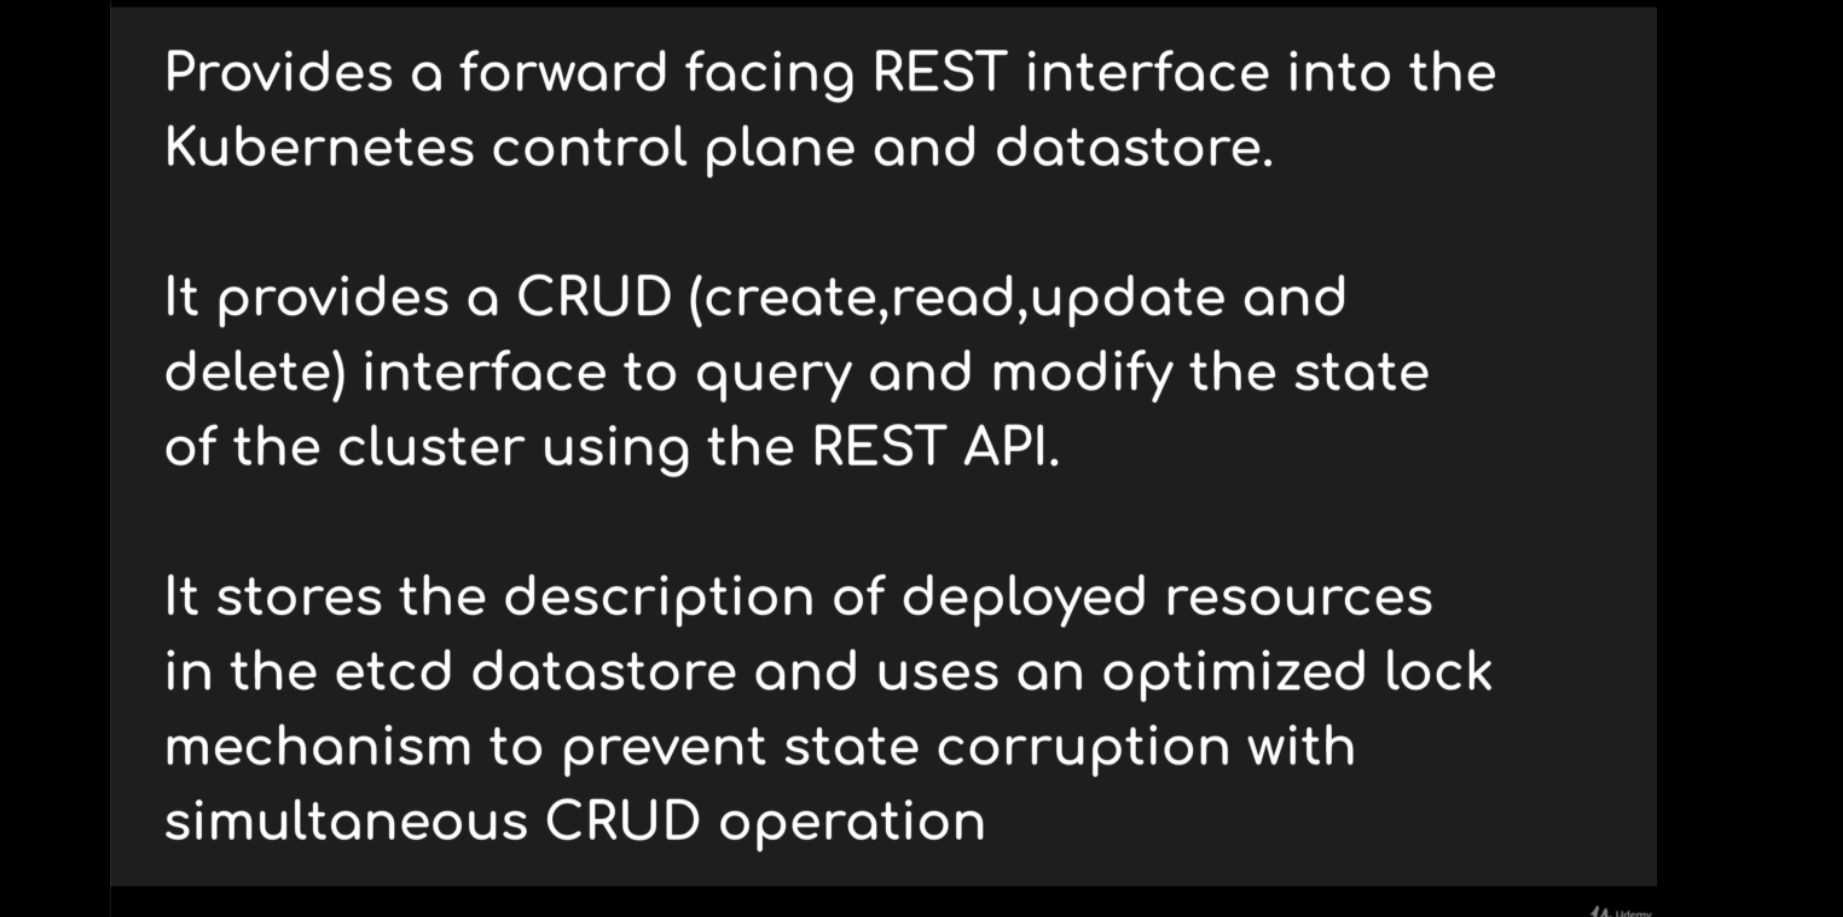 Provides a forward facing REST interface into the
Kubernetes control plane and datastore.
It provides a CRUD (create,read,update and
delete) interface to query and modify the state
of the cluster using the REST API.
It stores the description of deployed resources
in the etcd datastore and uses an optimized lock
mechanism to prevent state corruption with
simultaneous CRUD operation
Udemy